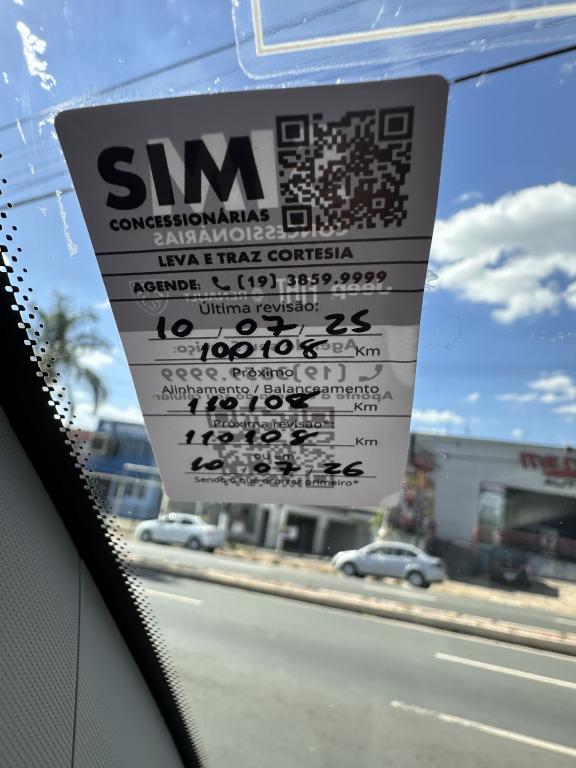 SIM
CONCESSIONÁRIAS
LEVA E TRAZ CORTESIA
AGENDE: (19) 3859.9999
Última revisão:
10 / 07 / 25
100108 Km
Próximo
Alinhamento / Balanceamento
110108 Km
Próxima revisão*:
110108 Km
ou em
10 / 07 / 26
Sendo o que ocorrer primeiro*